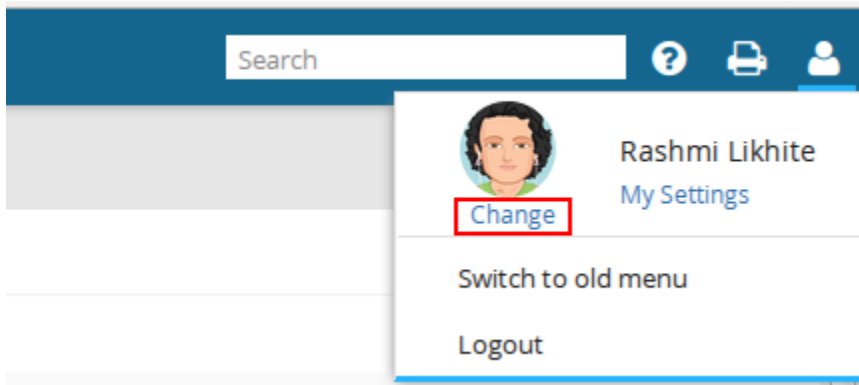 Search
Rashmi Likhite
My Settings
Change
Switch to old menu
Logout